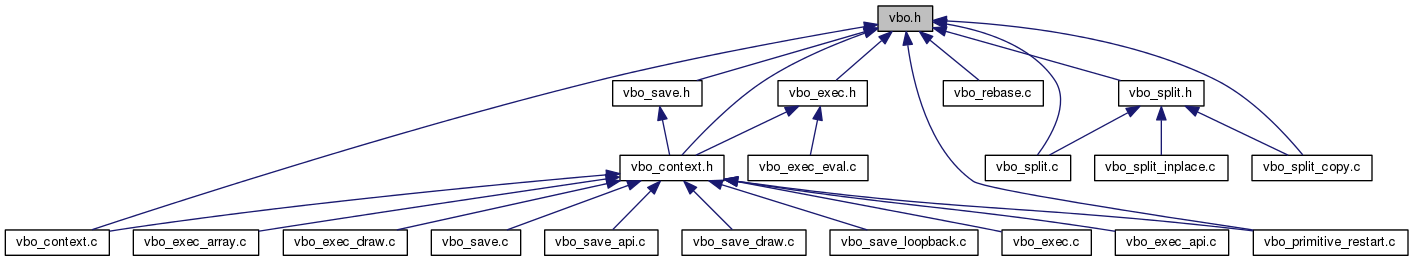 vbo.h
vbo_save.h
vbo_exec.h
vbo_rebase.c
vbo_split.h
vbo_context.h
vbo_exec_eval.c
vbo_split.c
vbo_split_inplace.c
vbo_split_copy.c
vbo_context.c
vbo_exec_array.c
vbo_exec_draw.c
vbo_save.c
vbo_save_api.c
vbo_save_draw.c
vbo_save_loopback.c
vbo_exec.c
vbo_exec_api.c
vbo_primitive_restart.c